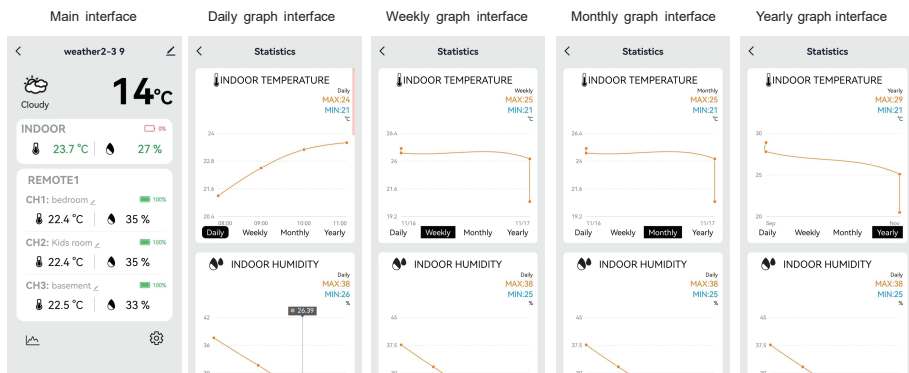 Main interface
Daily graph interface
Weekly graph interface
Monthly graph interface
Yearly graph interface
weather2-3 9
Cloudy
14°C
INDOOR
0%
23.7 °C
27 %
REMOTE1
CH1: bedroom
100%
22.4 °C
35 %
CH2: Kids room
100%
22.4 °C
35 %
CH3: basement
100%
22.5 °C
33 %
Statistics
INDOOR TEMPERATURE
Daily
MAX:24
MIN:21
°C
24
22.8
21.6
20.4
08:00 09:00 10:00 11:00
Daily Weekly Monthly Yearly
INDOOR HUMIDITY
Daily
MAX:38
MIN:26
%
26.39
42
36
30
Statistics
INDOOR TEMPERATURE
Weekly
MAX:25
MIN:21
°C
26.4
24
21.6
19.2
11/16 11/17
Daily Weekly Monthly Yearly
INDOOR HUMIDITY
Daily
MAX:38
MIN:25
%
45
37.5
30
Statistics
INDOOR TEMPERATURE
Monthly
MAX:25
MIN:21
°C
26.4
24
21.6
19.2
11/16 11/17
Daily Weekly Monthly Yearly
INDOOR HUMIDITY
Daily
MAX:38
MIN:25
%
45
37.5
30
Statistics
INDOOR TEMPERATURE
Yearly
MAX:29
MIN:21
°C
30
25
20
Sep Nov
Daily Weekly Monthly Yearly
INDOOR HUMIDITY
Daily
MAX:38
MIN:25
%
45
37.5
30